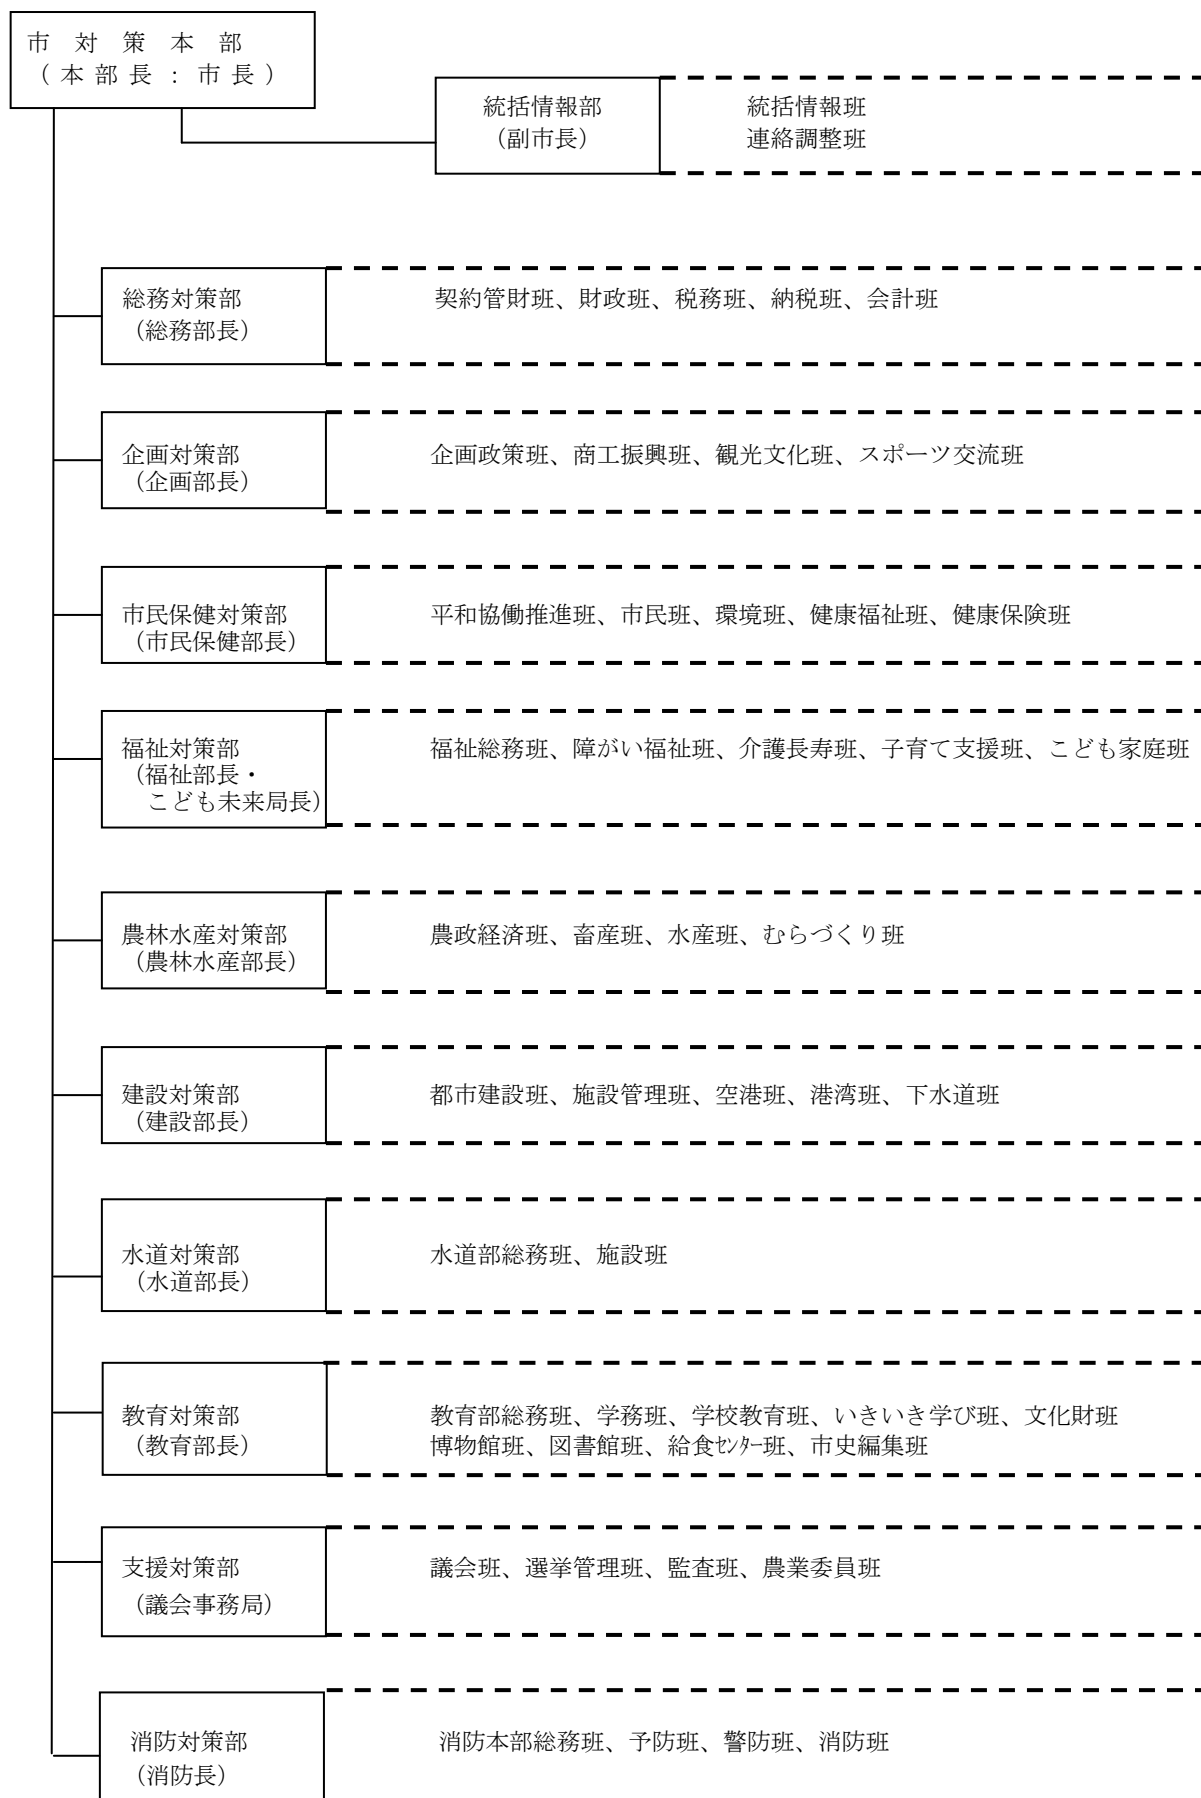 市 対 策 本 部
（ 本 部 長 ： 市 長 ）
統括情報部
（副市長）
統括情報班
連絡調整班
総務対策部
（総務部長）
契約管財班、財政班、税務班、納税班、会計班
企画対策部
（企画部長）
企画政策班、商工振興班、観光文化班、スポーツ交流班
市民保健対策部
（市民保健部長）
平和協働推進班、市民班、環境班、健康福祉班、健康保険班
福祉対策部
（福祉部長・
こども未来局長）
福祉総務班、障がい福祉班、介護長寿班、子育て支援班、こども家庭班
農林水産対策部
（農林水産部長）
農政経済班、畜産班、水産班、むらづくり班
建設対策部
（建設部長）
都市建設班、施設管理班、空港班、港湾班、下水道班
水道対策部
（水道部長）
水道部総務班、施設班
教育対策部
（教育部長）
教育部総務班、学務班、学校教育班、いきいき学び班、文化財班
博物館班、図書館班、給食ｾﾝﾀｰ班、市史編集班
支援対策部
（議会事務局）
議会班、選挙管理班、監査班、農業委員班
消防対策部
（消防長）
消防本部総務班、予防班、警防班、消防班